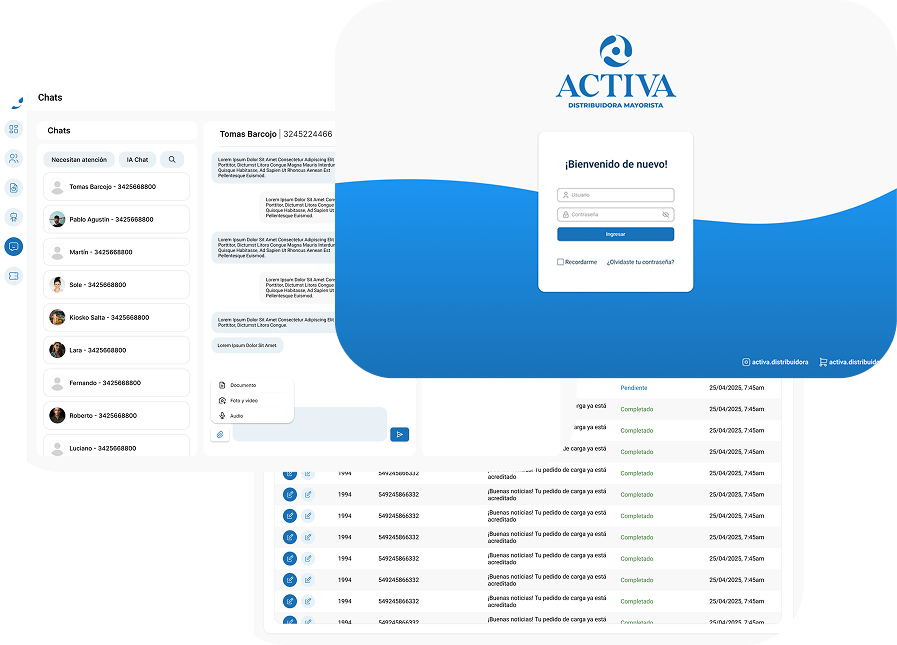 ACTIVA
DISTRIBUIDORA MAYORISTA
¡Bienvenido de nuevo!
Usuario
Contraseña
Ingresar
Recordarme
¿Olvidaste tu contraseña?
activa.distribuidora
activa.distribuido
Chats
Chats
Necesitan atención
IA Chat
Tomas Barcojo - 3425668800
Pablo Agustín - 3425668800
Martín - 3425668800
Sole - 3425668800
Kiosko Salta - 3425668800
Lara - 3425668800
Fernando - 3425668800
Roberto - 3425668800
Luciano - 3425668800
Tomas Barcojo | 3245224466
Lorem Ipsum Dolor Sit Amet Consectetur Adipiscing Elit
Porttitor, Dictumst Litora Congue Magna Mauris Interdum
Quisque Habitasse, Ad Sapien Ut Rhoncus Aenean Est
Pellentesque Euismod.
Lorem Ipsum Dolor Sit Amet Con
Porttitor, Dictumst Litora Congue
Quisque Habitasse, Ad Sapien Ut
Pellentesque Euismod.
Lorem Ipsum Dolor Sit Amet Consectetur Adipiscing Elit
Porttitor, Dictumst Litora Congue Magna Mauris Interdum
Quisque Habitasse, Ad Sapien Ut Rhoncus Aenean Est
Pellentesque Euismod.
Lorem Ipsum Dolor Sit Amet Cons
Porttitor, Dictumst Litora Congue
Quisque Habitasse, Ad Sapien Ut
Pellentesque Euismod.
Lorem Ipsum Dolor Sit Amet Consectetur Adipiscing Elit
Porttitor, Dictumst Litora Congue.
Lorem Ipsum Dolor Sit Amet.
Documento
Foto y video
Audio
Pendiente 25/04/2025, 7:45am
rga ya está Completado 25/04/2025, 7:45am
arga ya está Completado 25/04/2025, 7:45am
de carga ya está Completado 25/04/2025, 7:45am
1994 549245866332 ¡Buenas noticias! Tu pedido de carga ya está acreditado Completado 25/04/2025, 7:45am
1994 549245866332 ¡Buenas noticias! Tu pedido de carga ya está acreditado Completado 25/04/2025, 7:45am
1994 549245866332 ¡Buenas noticias! Tu pedido de carga ya está acreditado Completado 25/04/2025, 7:45am
1994 549245866332 ¡Buenas noticias! Tu pedido de carga ya está acreditado Completado 25/04/2025, 7:45am
1994 549245866332 ¡Buenas noticias! Tu pedido de carga ya está acreditado Completado 25/04/2025, 7:45am
1994 549245866332 ¡Buenas noticias! Tu pedido de carga ya está acreditado Completado 25/04/2025, 7:45am
1994 549245866332 ¡Buenas noticias! Tu pedido de carga ya está acreditado Completado 25/04/2025, 7:45am
1994 549245866332 ¡Buenas noticias! Tu pedido de carga ya está Completado 25/04/2025, 7:45am